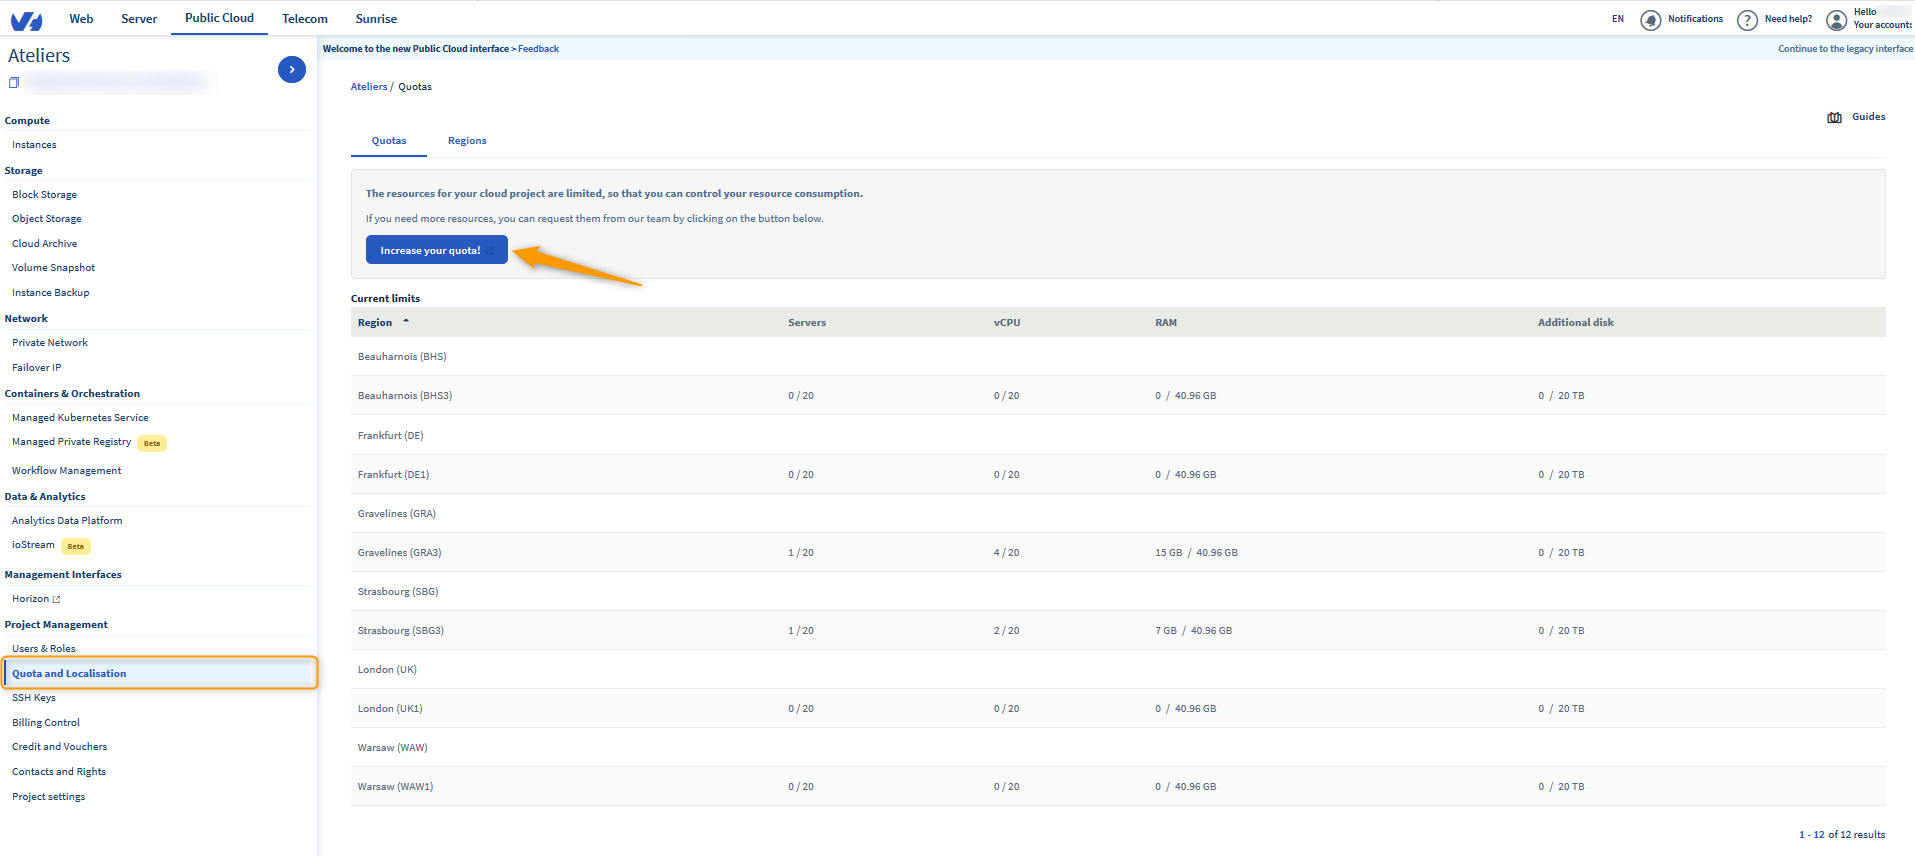 Web Server Public Cloud Telecom Sunrise EN Notifications ? Need help? Hello
Your account:
Ateliers
Welcome to the new Public Cloud interface > Feedback Continue to the legacy interface
Ateliers / Quotas
Guides
Quotas Regions
Compute
Instances
Storage
Block Storage
Object Storage
Cloud Archive
Volume Snapshot
Instance Backup
Network
Private Network
Failover IP
Containers & Orchestration
Managed Kubernetes Service
Managed Private Registry Beta
Workflow Management
Data & Analytics
Analytics Data Platform
ioStream Beta
Management Interfaces
Horizon
Project Management
Users & Roles
Quota and Localisation
SSH Keys
Billing Control
Credit and Vouchers
Contacts and Rights
Project settings
The resources for your cloud project are limited, so that you can control your resource consumption.
If you need more resources, you can request them from our team by clicking on the button below.
Increase your quota!
Current limits
Region Servers vCPU RAM Additional disk
Beauharnois (BHS)
Beauharnois (BHS3) 0 / 20 0 / 20 0 / 40.96 GB 0 / 20 TB
Frankfurt (DE)
Frankfurt (DE1) 0 / 20 0 / 20 0 / 40.96 GB 0 / 20 TB
Gravelines (GRA)
Gravelines (GRA3) 1 / 20 4 / 20 15 GB / 40.96 GB 0 / 20 TB
Strasbourg (SBG)
Strasbourg (SBG3) 1 / 20 2 / 20 7 GB / 40.96 GB 0 / 20 TB
London (UK)
London (UK1) 0 / 20 0 / 20 0 / 40.96 GB 0 / 20 TB
Warsaw (WAW)
Warsaw (WAW1) 0 / 20 0 / 20 0 / 40.96 GB 0 / 20 TB
1 - 12 of 12 results